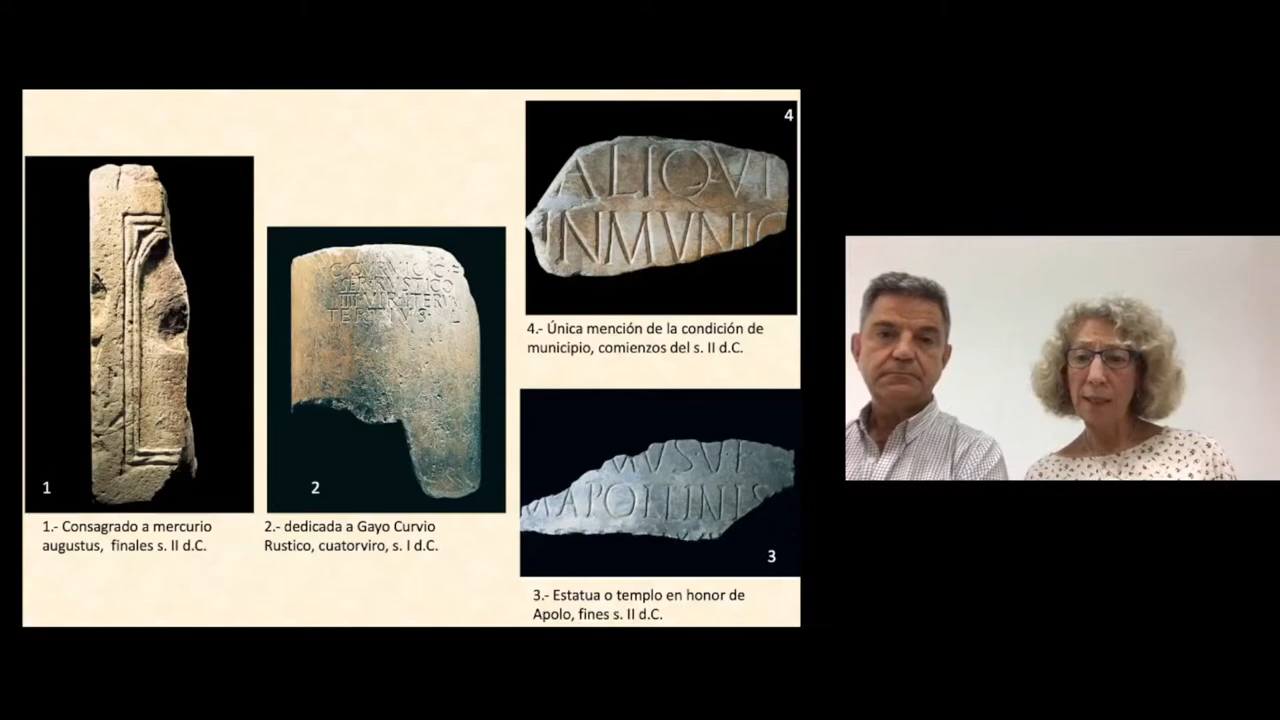 1
1.- Consagrado a mercurio
augustus, finales s. II d.C.
RVSTICO
TERTIVS
2
2.- dedicada a Gayo Curvio
Rustico, cuatorviro, s. I d.C.
4
ALIQVI
INMVNIC
4.- Única mención de la condición de
municipio, comienzos del s. II d.C.
APOLLINIS
3
3.- Estatua o templo en honor de
Apolo, fines s. II d.C.